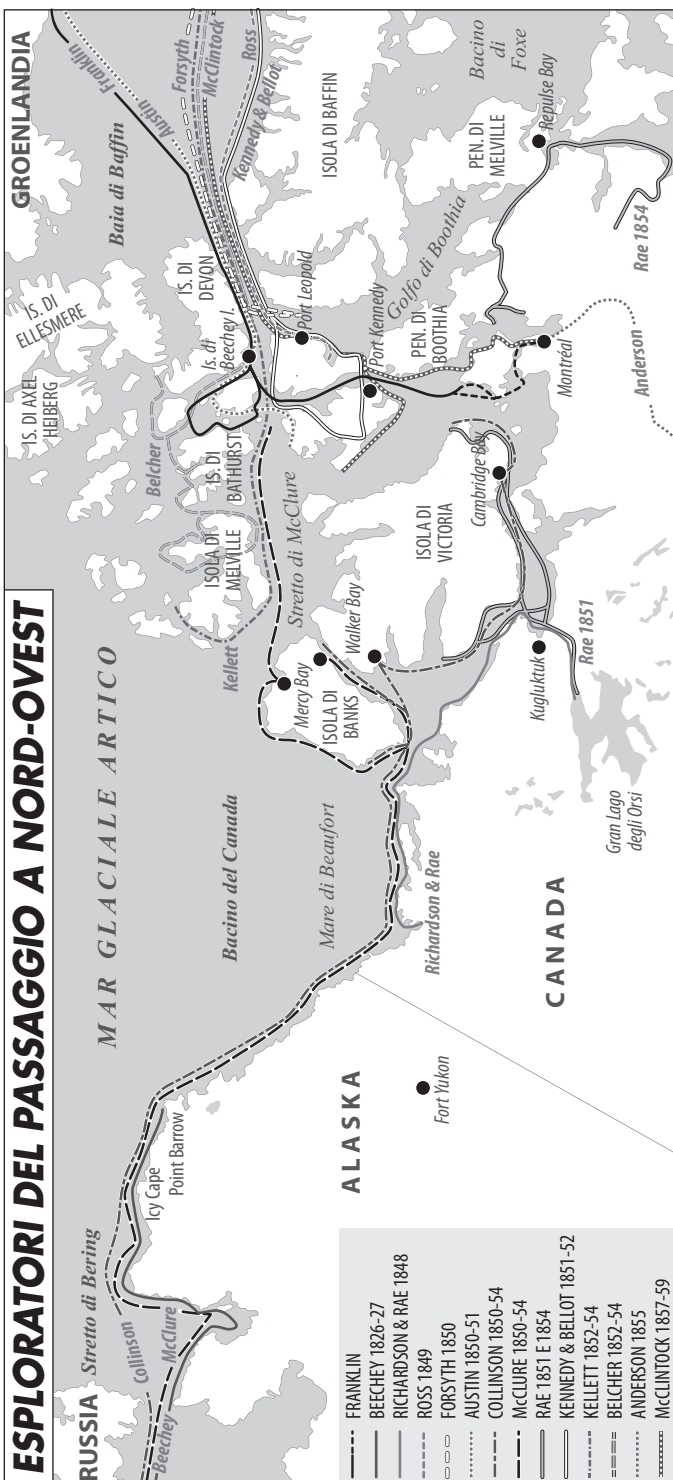 ESPLORATORI DEL PASSAGGIO A NORD-OVEST
RUSSIA
Stretto di Bering
Collinson
McClure
Beechey
Icy Cape
Point Barrow
MAR GLACIALE ARTICO
Bacino del Canada
Mare di Beaufort
ALASKA
Fort Yukon
CANADA
Richardson & Rae
Gran Lago
degli Orsi
Kugluktuk
Rae 1851
Kellett
Belcher
IS. DI AXEL
HEIBERG
IS. DI
ELLESMERE
GROENLANDIA
Baia di Baffin
Franklin
Austin
Forsyth
McClintock
Ross
Kennedy & Bellot
ISOLA DI
MELVILLE
IS. DI
BATHURST
Is. di
Beechey I.
IS. DI
DEVON
Stretto di McClure
Mercy Bay
ISOLA DI
BANKS
Walker Bay
ISOLA DI
VICTORIA
Cambridge Bay
Port Leopold
Port Kennedy
PEN. DI
BOOTHIA
Golfo di Boothia
ISOLA DI BAFFIN
Bacino
di
Foxe
PEN. DI
MELVILLE
Repulse Bay
Rae 1854
Montréal
Anderson
FRANKLIN
BEECHEY 1826-27
RICHARDSON & RAE 1848
ROSS 1849
FORSYTH 1850
AUSTIN 1850-51
COLLINSON 1850-54
McCLURE 1850-54
RAE 1851 E 1854
KENNEDY & BELLOT 1851-52
KELLETT 1852-54
BELCHER 1852-54
ANDERSON 1855
McCLINTOCK 1857-59